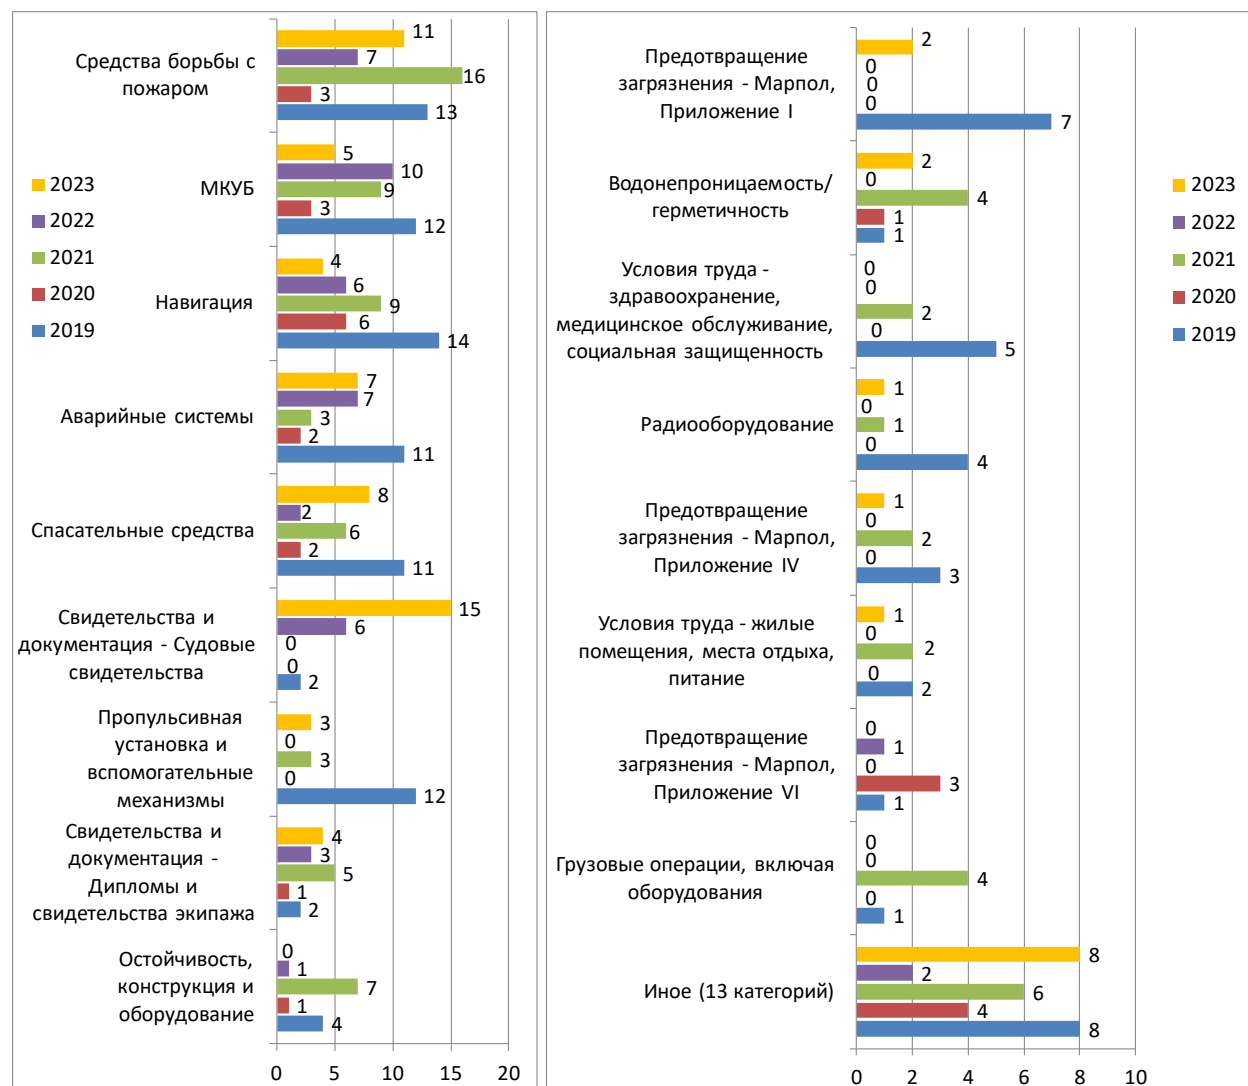 Средства борьбы с
пожаром
11
7
16
3
13
МКУБ
5
10
9
3
12
2023
2022
2021
2020
2019
Навигация
4
6
9
6
14
Аварийные системы
7
7
3
2
11
Спасательные средства
8
2
6
2
11
Свидетельства и
документация - Судовые
свидетельства
15
6
0
0
2
Пропульсивная
установка и
вспомогательные
механизмы
3
0
3
0
12
Свидетельства и
документация -
Дипломы и
свидетельства экипажа
4
3
5
1
2
Остойчивость,
конструкция и
оборудование
0
1
7
1
4
0 5 10 15 20
Предотвращение
загрязнения - Марпол,
Приложение I
2
0
0
0
7
Водонепроницаемость/
герметичность
2
0
4
1
1
2023
2022
2021
2020
2019
Условия труда -
здравоохранение,
медицинское обслуживание,
социальная защищенность
0
0
2
0
5
Радиооборудование
1
0
1
0
4
Предотвращение
загрязнения - Марпол,
Приложение IV
1
0
2
0
3
Условия труда - жилые
помещения, места отдыха,
питание
1
0
2
0
2
Предотвращение
загрязнения - Марпол,
Приложение VI
0
1
0
3
1
Грузовые операции, включая
оборудования
0
0
4
0
1
Иное (13 категорий)
8
2
6
4
8
0 2 4 6 8 10